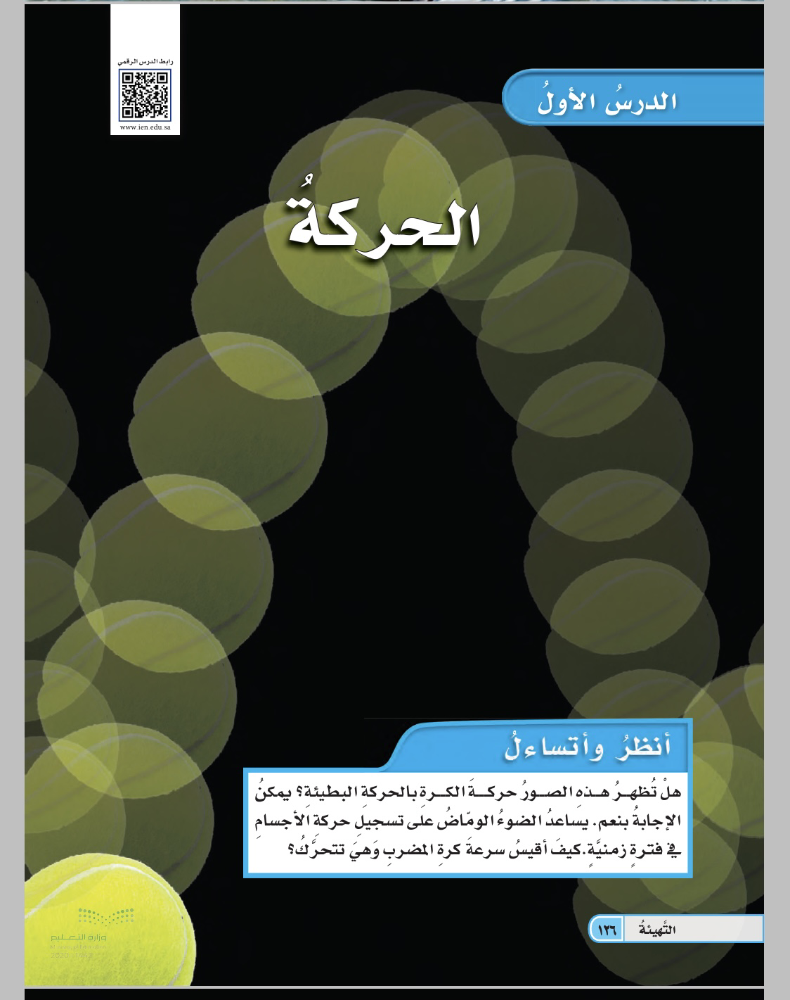 رابط الدرس الرقمي
www.ien.edu.sa
الدرسُ الأولُ
الحركةُ
أنظرُ وأتساءلُ
هلْ تُظهرُ هذهِ الصورُ حركةَ الكرةِ بالحركةِ البطيئةِ؟ يمكنُ
الإجابةُ بنعم. يساعدُ الضوءُ الومّاضُ على تسجيلِ حركةِ الأجسامِ
في فترةٍ زمنيَّةٍ. كيفَ أقيسُ سرعةَ كرةِ المضربِ وَهيَ تتحرَّكُ؟
التَّهيئةُ
١٢٦
وزارة التعليم